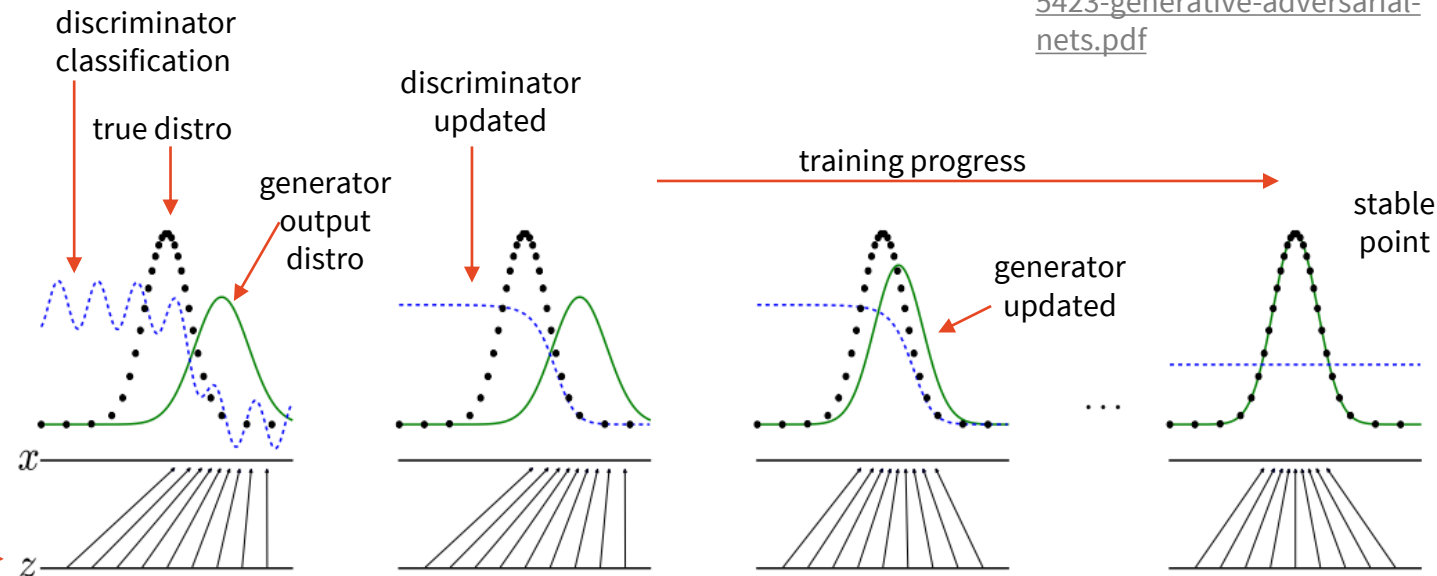 5423-generative-adversarial-
nets.pdf
discriminator
classification
true distro
generator
output
distro
discriminator
updated
training progress
generator
updated
stable
point
...
x
z